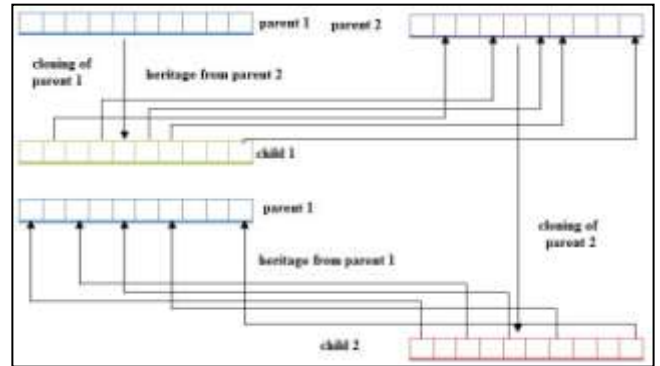 parent 1
parent 2
cloning of
parent 1
heritage from parent 2
child 1
parent 1
cloning of
parent 2
heritage from parent 1
child 2